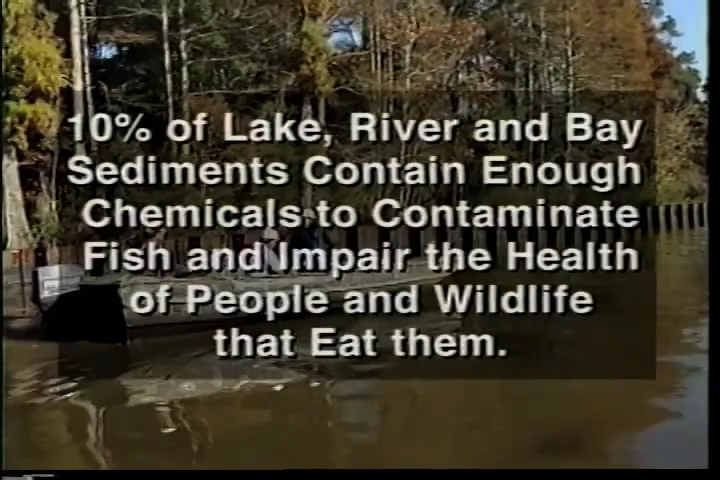 10% of Lake, River and Bay
Sediments Contain Enough
Chemicals to Contaminate
Fish and Impair the Health
of People and Wildlife
that Eat them.